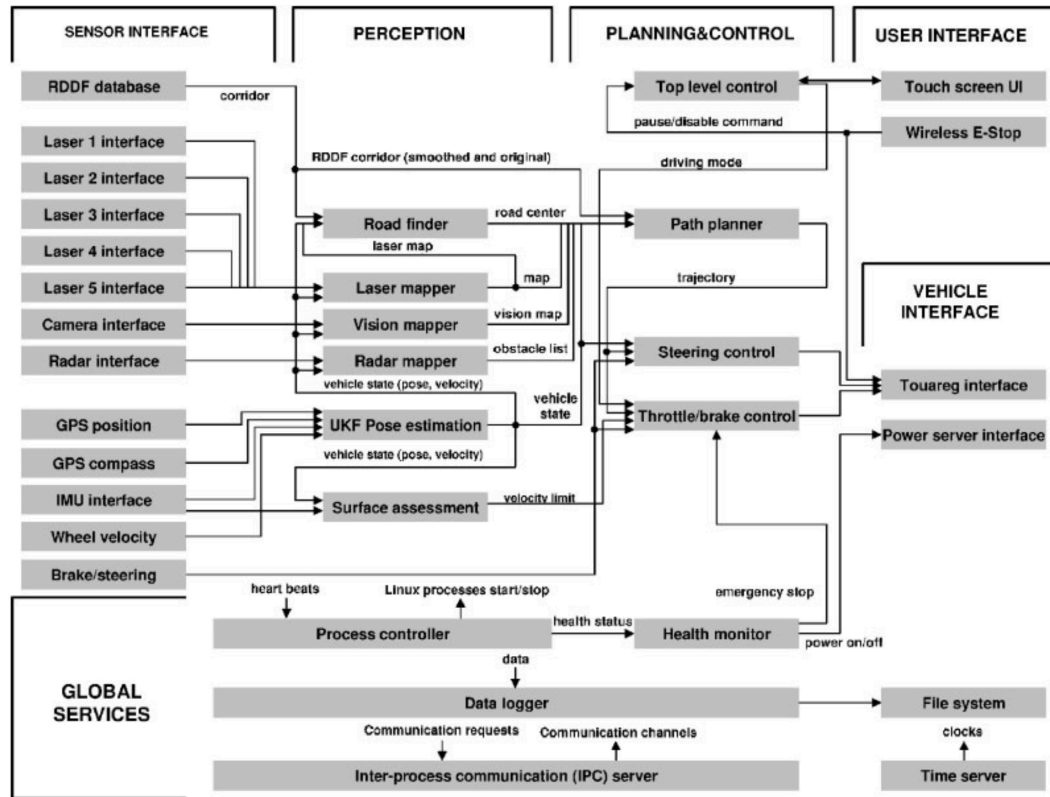 SENSOR INTERFACE
PERCEPTION
PLANNING&CONTROL
USER INTERFACE
RDDF database
corridor
Top level control
Touch screen UI
pause/disable command
Wireless E-Stop
Laser 1 interface
RDDF corridor (smoothed and original)
driving mode
Laser 2 interface
Laser 3 interface
Road finder
road center
Path planner
laser map
Laser 4 interface
Laser 5 interface
Laser mapper
map
trajectory
VEHICLE
INTERFACE
Camera interface
Vision mapper
vision map
Radar interface
Radar mapper
obstacle list
Steering control
vehicle state (pose, velocity)
vehicle
state
Touareg interface
GPS position
UKF Pose estimation
Throttle/brake control
Power server interface
vehicle state (pose, velocity)
GPS compass
IMU interface
Surface assessment
velocity limit
Wheel velocity
Brake/steering
heart beats
Linux processes start/stop
emergency stop
Process controller
health status
Health monitor
power on/off
data
GLOBAL
SERVICES
Data logger
File system
Communication requests
Communication channels
clocks
Inter-process communication (IPC) server
Time server